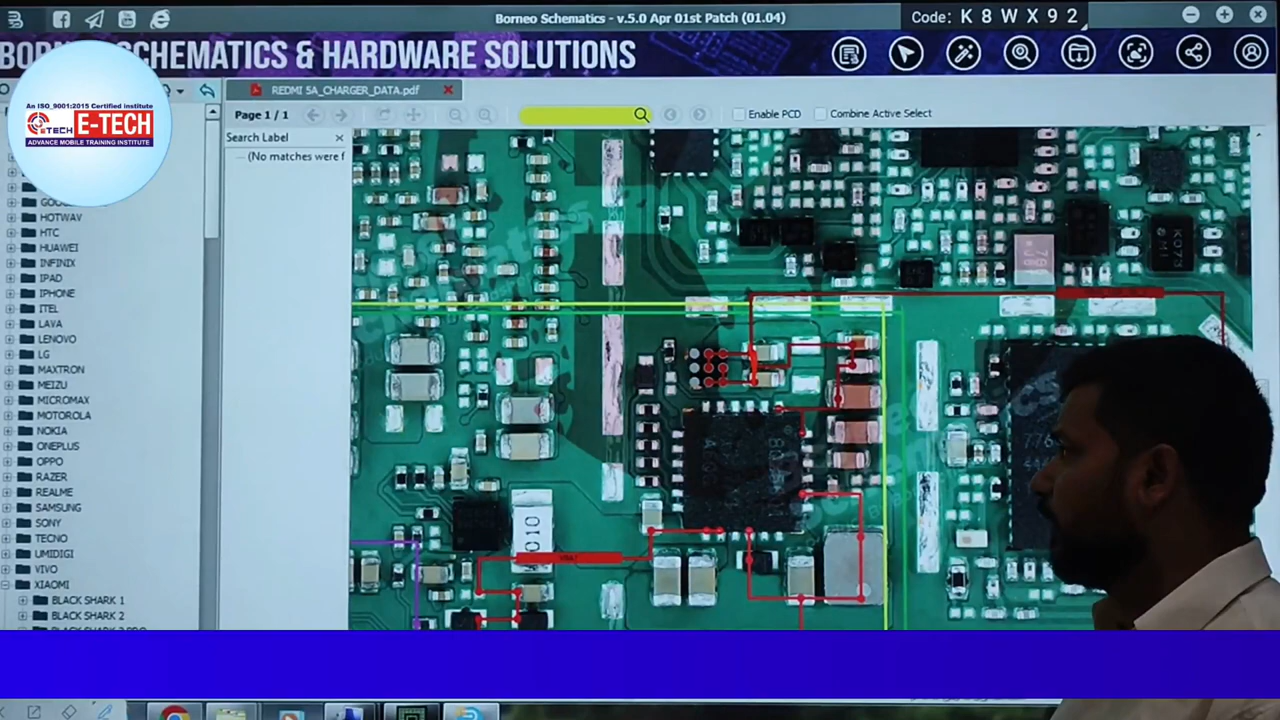 Borneo Schematics - v.5.0 Apr 01st Patch (01.04)
Code: K 8 W X 9 2
SCHEMATICS & HARDWARE SOLUTIONS
An ISO_9001:2015 Certified institute
E-TECH
ADVANCE MOBILE TRAINING INSTITUTE
REDMI 5A_CHARGER_DATA.pdf
Page 1 / 1
Enable PCD
Combine Active Select
Search Label
(No matches were f
HOTWAV
HTC
HUAWEI
INFINIX
IPAD
IPHONE
ITEL
LAVA
LENOVO
LG
MAXTRON
MEIZU
MICROMAX
MOTOROLA
NOKIA
ONEPLUS
OPPO
RAZER
REALME
SAMSUNG
SONY
TECNO
UMIDIGI
VIVO
XIAOMI
BLACK SHARK 1
BLACK SHARK 2
010